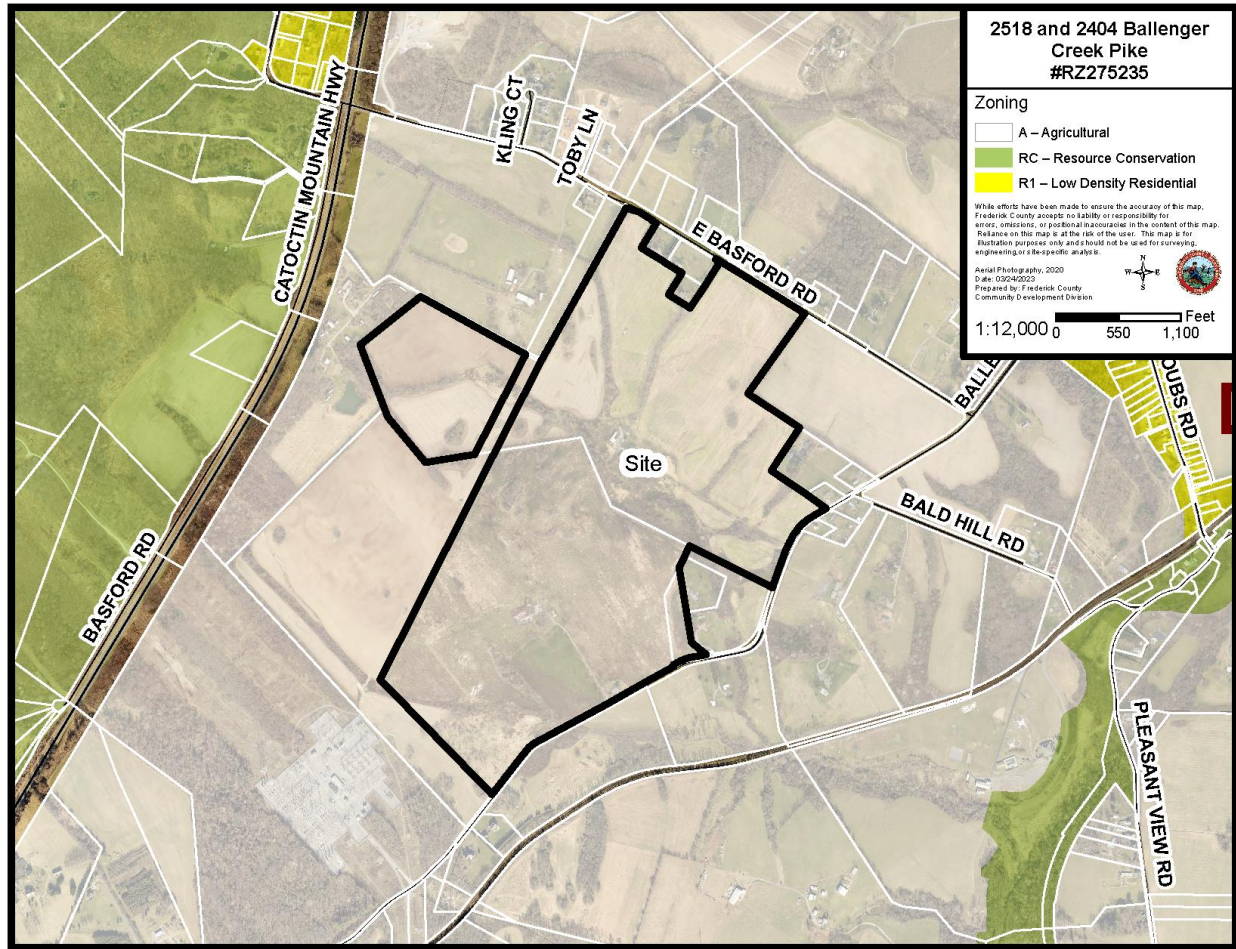 2518 and 2404 Ballenger
Creek Pike
#RZ275235
Zoning
A – Agricultural
RC – Resource Conservation
R1 – Low Density Residential
While efforts have been made to ensure the accuracy of this map,
Frederick County accepts no liability or responsibility for
errors, omissions, or positional inaccuracies in the content of this map.
Reliance on this map is at the risk of the user. This map is for
illustration purposes only and should not be used for surveying,
engineering, or site-specific analysis.
Aerial Photography, 2020
Date: 03/24/2023
Prepared by: Frederick County
Community Development Division
N
W E
S
1:12,000
Feet
0 550 1,100
CATOCTIN MOUNTAIN HWY
KLING CT
TOBY LN
E BASFORD RD
BALLE
OUBS RD
Site
BALD HILL RD
BASFORD RD
PLEASANT VIEW RD